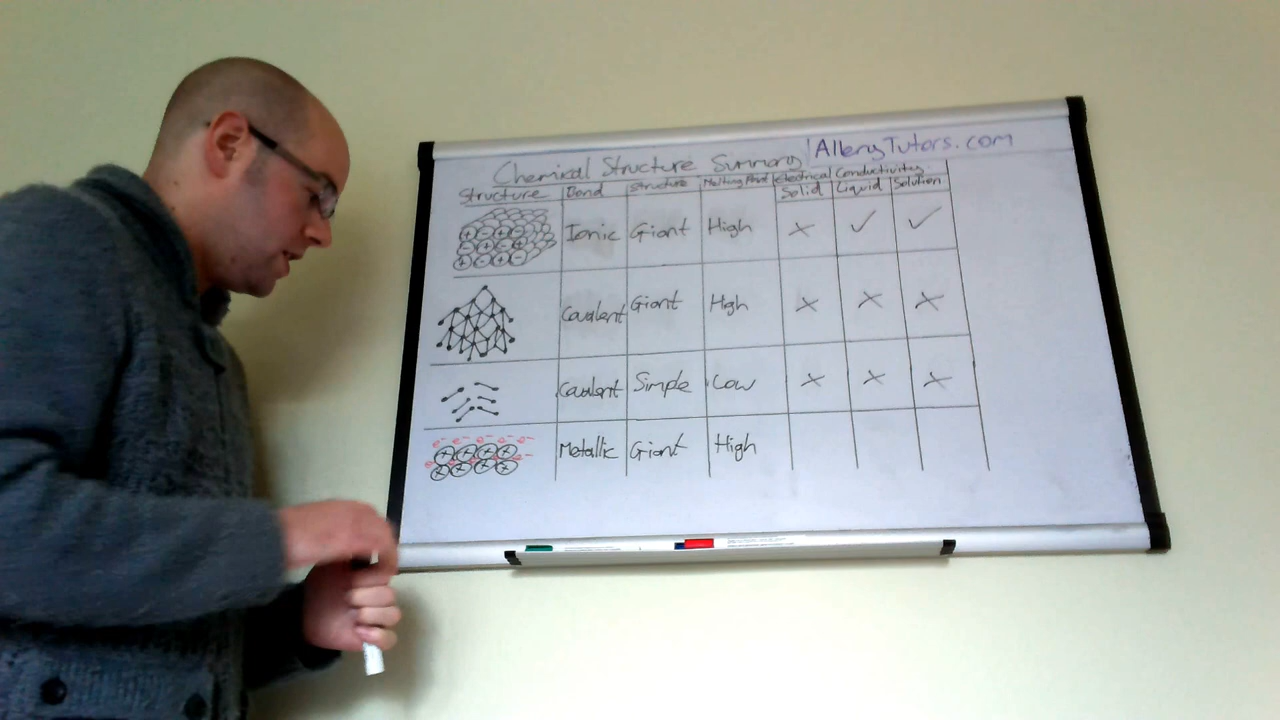 AlleryTutors.com
Chemical Structure Summary
Structure Bond Structure Melting Point Electrical Conductivity
Solid Liquid Solution
Ionic Giant High × ✓ ✓
Covalent Giant High × × ×
Covalent Simple Low × × ×
Metallic Giant High